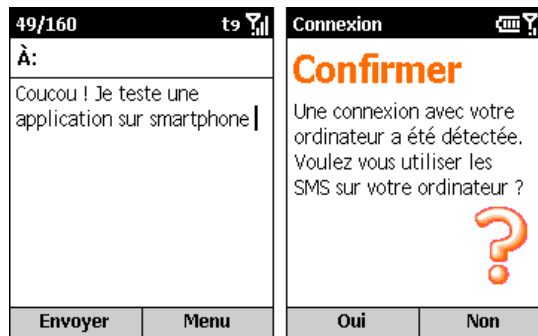 49/160 t9
À:
Coucou ! Je teste une
application sur smartphone
Envoyer Menu
Connexion
Confirmer
Une connexion avec votre
ordinateur a été détectée.
Voulez vous utiliser les
SMS sur votre ordinateur ?
?
Oui Non